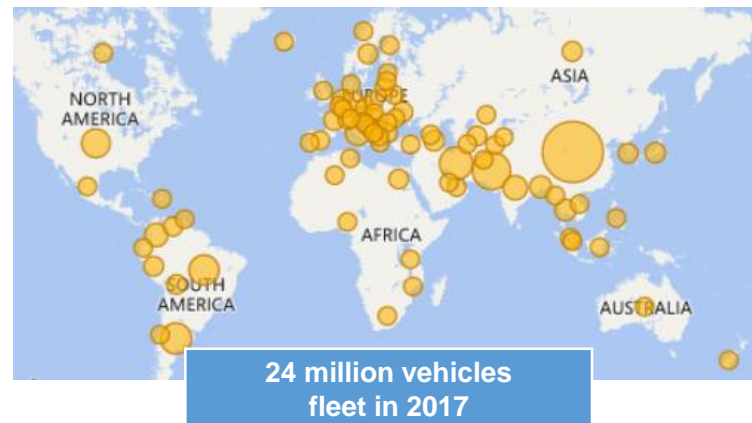 NORTH
AMERICA
EUROPE
ASIA
AFRICA
SOUTH
AMERICA
AUSTRALIA
24 million vehicles
fleet in 2017